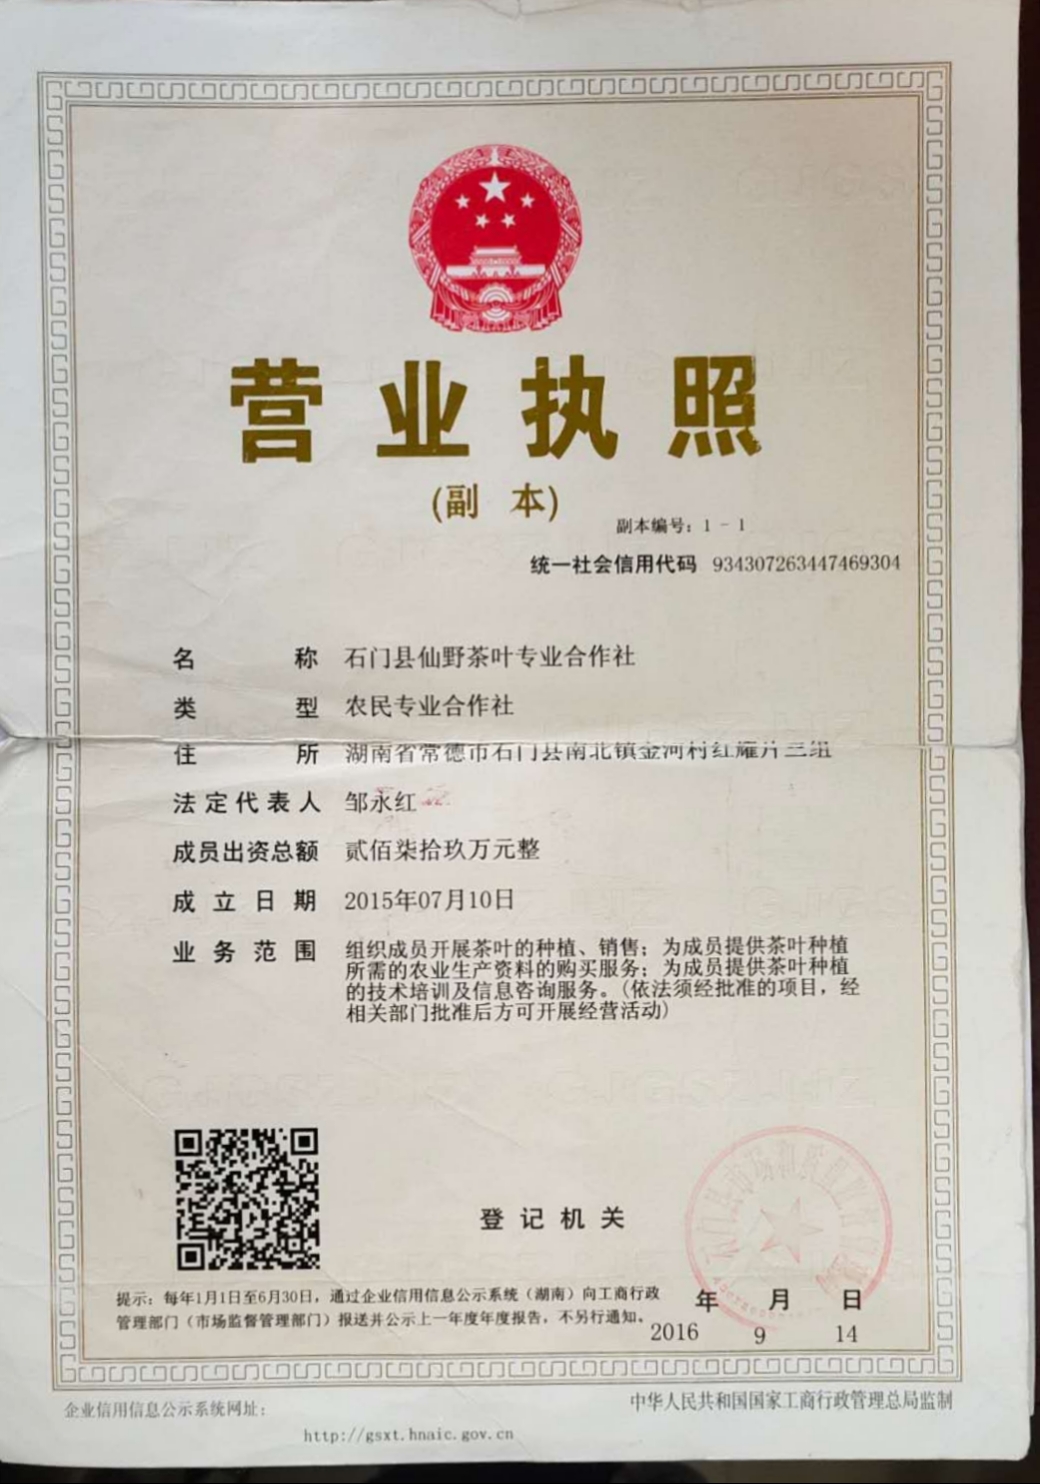 营业执照
(副 本)
副本编号：1-1
统一社会信用代码 934307263447469304
名 称 石门县仙野茶叶专业合作社
类 型 农民专业合作社
住 所 湖南省常德市石门县南北镇金河村红耀片三组
法定代表人 邹永红
成员出资总额 贰佰柒拾玖万元整
成立日期 2015年07月10日
业务范围 组织成员开展茶叶的种植、销售；为成员提供茶叶种植
所需的农业生产资料的购买服务；为成员提供茶叶种植
的技术培训及信息咨询服务。(依法须经批准的项目，经
相关部门批准后方可开展经营活动)
登记机关
提示：每年1月1日至6月30日，通过企业信用信息公示系统（湖南）向工商行政
管理部门（市场监督管理部门）报送并公示上一年度年度报告，不另行通知。
年 月 日
2016 9 14
企业信用信息公示系统网址：
http://gsxt.hnaic.gov.cn
中华人民共和国国家工商行政管理总局监制